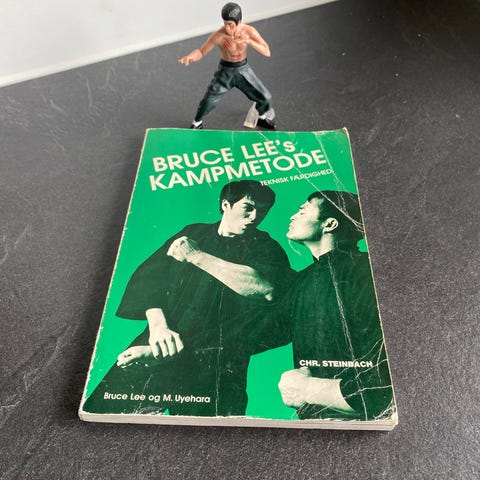 BRUCE LEE's
KAMPMETODE
TEKNISK FÆRDIGHED
CHR. STEINBACH
Bruce Lee og M. Uyehara